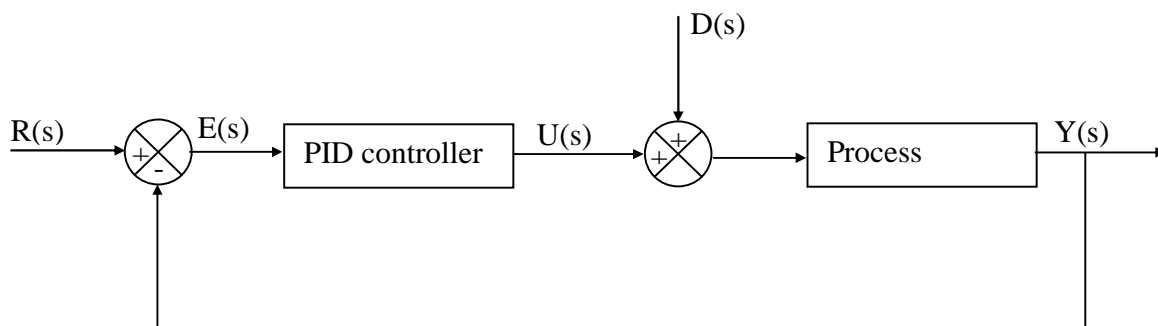 D(s)
R(s)
E(s)
PID controller
U(s)
Process
Y(s)
+
-
+
+